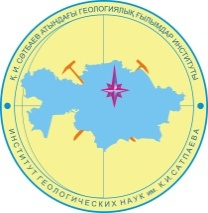 Қ.И. СӘТБАЕВ АТЫНДАҒЫ ГЕОЛОГИЯЛЫҚ ҒЫЛЫМДАР ИНСТИТУТЫ
ИНСТИТУТ ГЕОЛОГИЧЕСКИХ НАУК им. К.И.САТПАЕВА